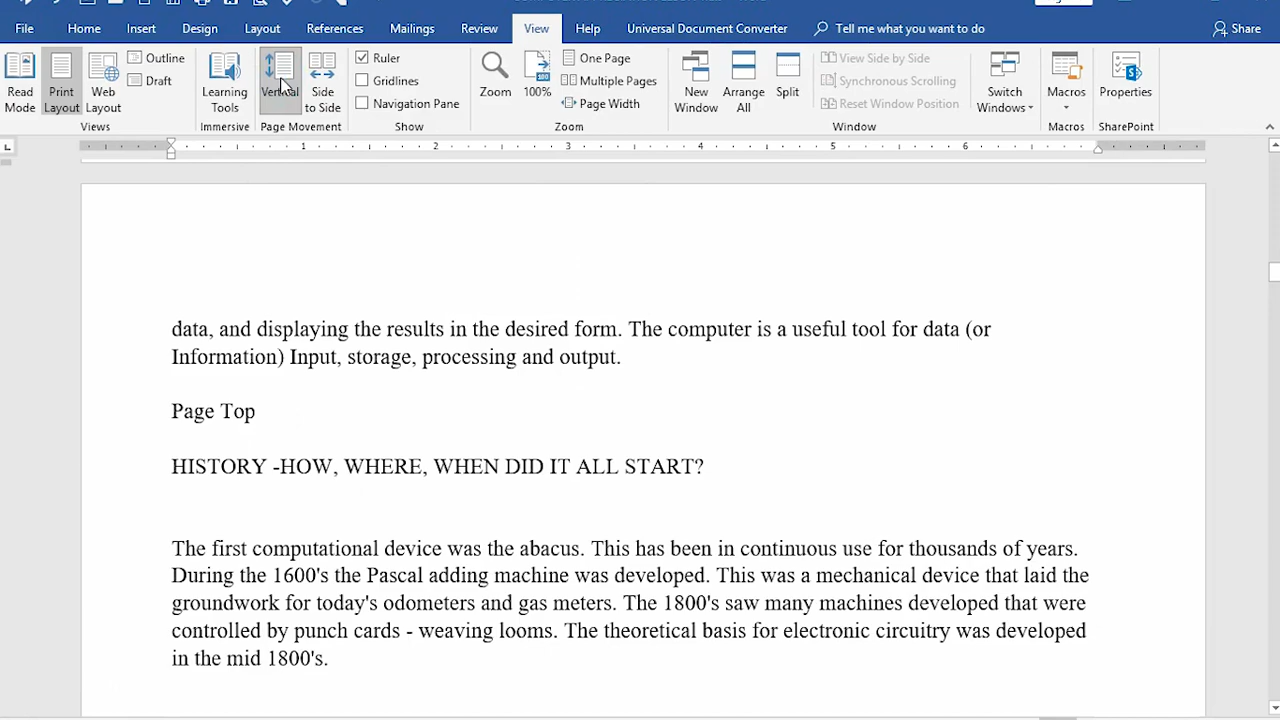 File Home Insert Design Layout References Mailings Review View Help Universal Document Converter Tell me what you want to do Share
Read Mode
Print Layout
Web Layout
Outline
Draft
Views
Learning Tools
Immersive
Vertical
Side to Side
Page Movement
Ruler
Gridlines
Navigation Pane
Show
Zoom
100%
One Page
Multiple Pages
Page Width
Zoom
New Window
Arrange All
Split
View Side by Side
Synchronous Scrolling
Reset Window Position
Window
Switch Windows
Macros
Macros
Properties
SharePoint
1 2 3 4 5 6
data, and displaying the results in the desired form. The computer is a useful tool for data (or
Information) Input, storage, processing and output.
Page Top
HISTORY -HOW, WHERE, WHEN DID IT ALL START?
The first computational device was the abacus. This has been in continuous use for thousands of years.
During the 1600's the Pascal adding machine was developed. This was a mechanical device that laid the
groundwork for today's odometers and gas meters. The 1800's saw many machines developed that were
controlled by punch cards - weaving looms. The theoretical basis for electronic circuitry was developed
in the mid 1800's.